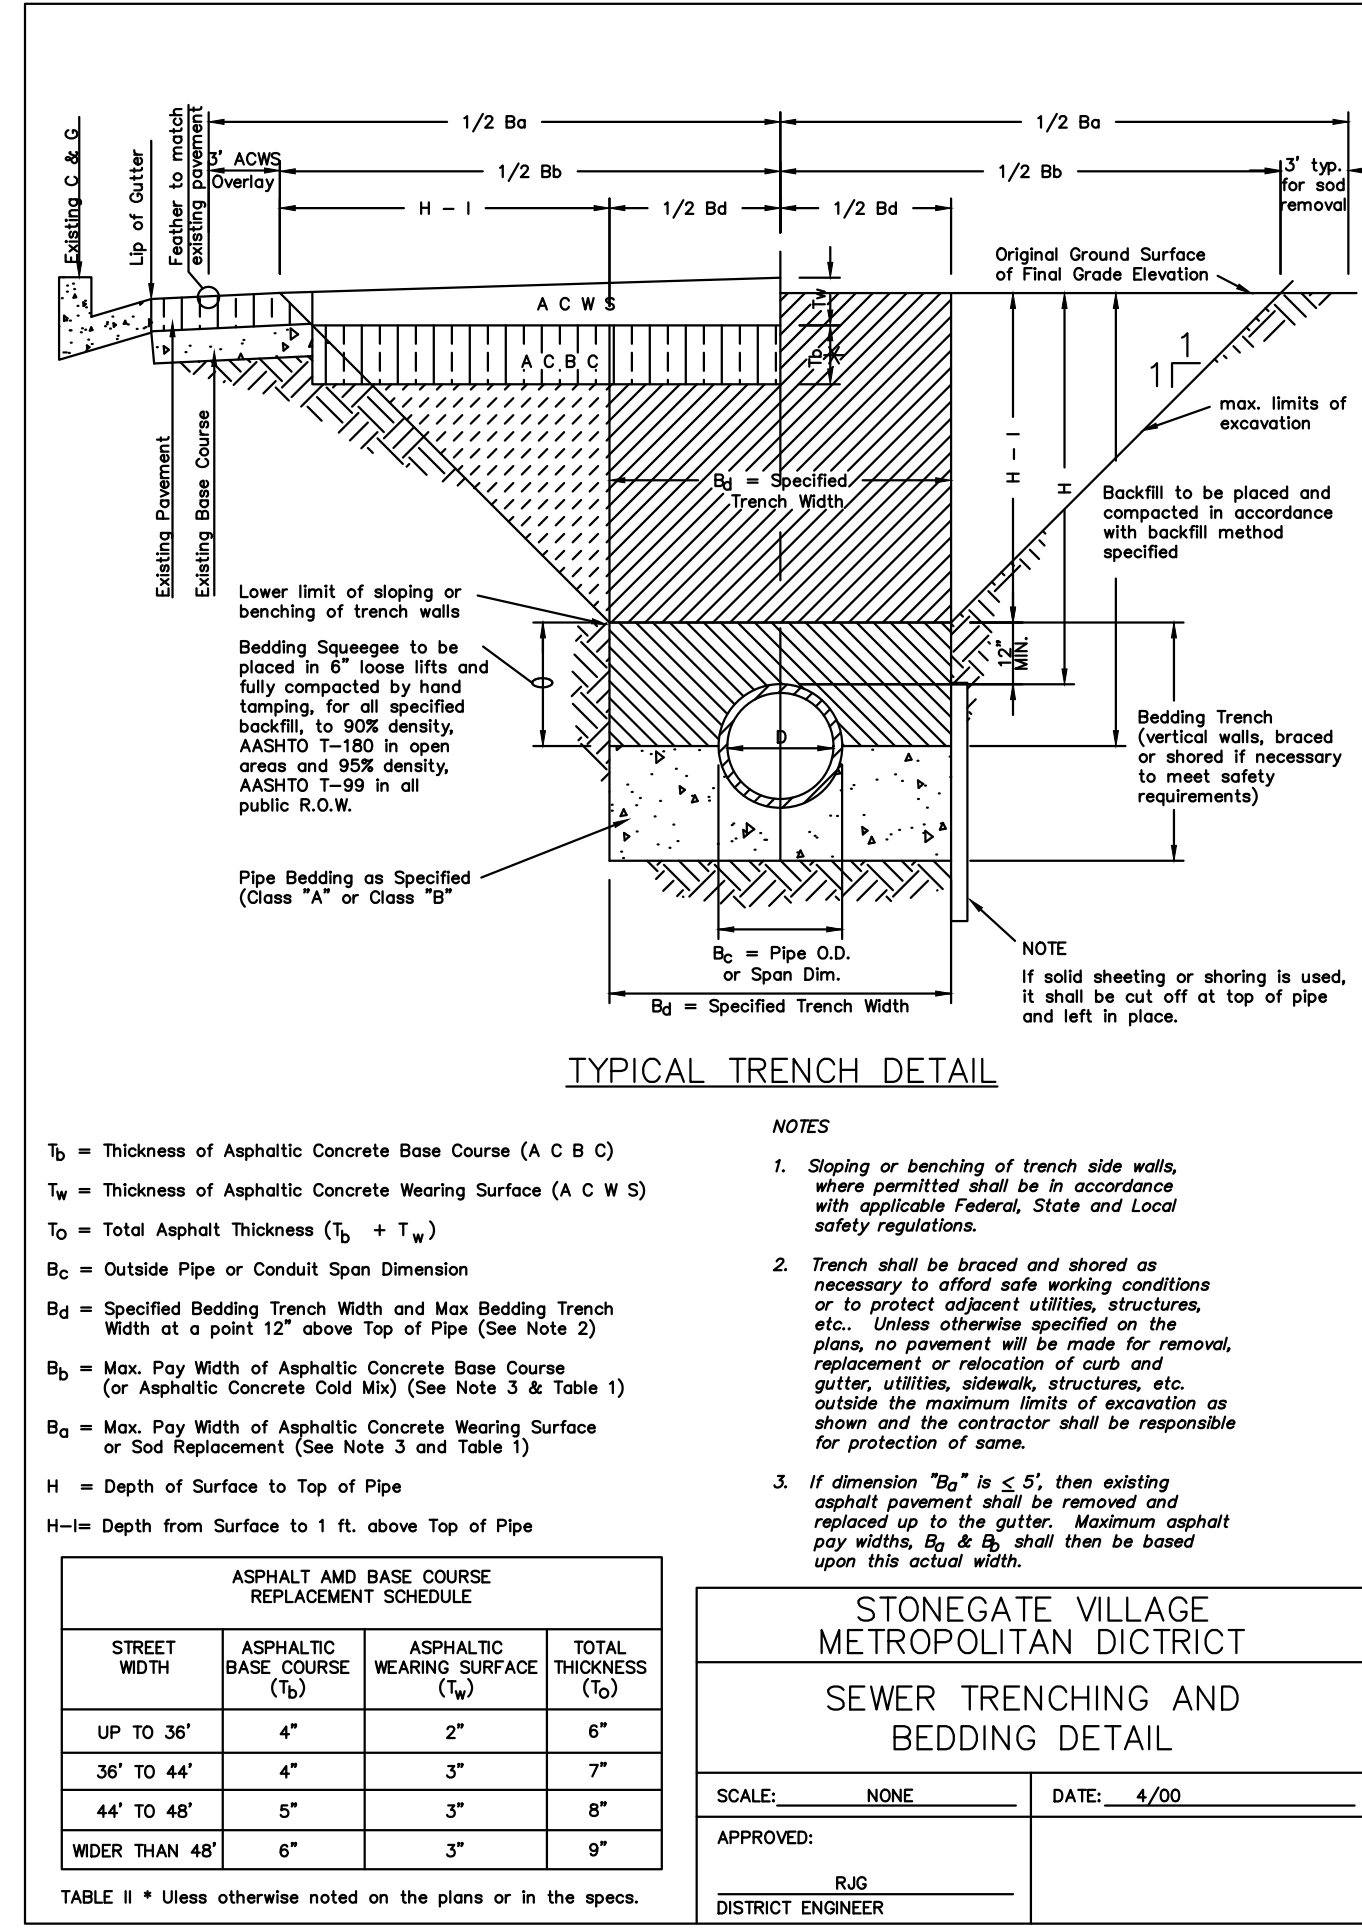 1/2 Ba
1/2 Ba
3' ACWS
Overlay
1/2 Bb
1/2 Bb
3' typ.
for sod
removal
H - I
1/2 Bd
1/2 Bd
Existing C & G
Lip of Gutter
Feather to match
existing pavement
Original Ground Surface
of Final Grade Elevation
A C W S
Tw
A C B C
Tb
1
1
max. limits of
excavation
Existing Pavement
Existing Base Course
H - I
H
Bd = Specified
Trench Width
Backfill to be placed and
compacted in accordance
with backfill method
specified
Lower limit of sloping or
benching of trench walls
Bedding Squeegee to be
placed in 6" loose lifts and
fully compacted by hand
tamping, for all specified
backfill, to 90% density,
AASHTO T-180 in open
areas and 95% density,
AASHTO T-99 in all
public R.O.W.
12"
MIN.
D
Bedding Trench
(vertical walls, braced
or shored if necessary
to meet safety
requirements)
Pipe Bedding as Specified
(Class "A" or Class "B"
Bc = Pipe O.D.
or Span Dim.
Bd = Specified Trench Width
NOTE
If solid sheeting or shoring is used,
it shall be cut off at top of pipe
and left in place.
TYPICAL TRENCH DETAIL
Tb = Thickness of Asphaltic Concrete Base Course (A C B C)
Tw = Thickness of Asphaltic Concrete Wearing Surface (A C W S)
To = Total Asphalt Thickness (Tb + Tw)
Bc = Outside Pipe or Conduit Span Dimension
Bd = Specified Bedding Trench Width and Max Bedding Trench
Width at a point 12" above Top of Pipe (See Note 2)
Bb = Max. Pay Width of Asphaltic Concrete Base Course
(or Asphaltic Concrete Cold Mix) (See Note 3 & Table 1)
Ba = Max. Pay Width of Asphaltic Concrete Wearing Surface
or Sod Replacement (See Note 3 and Table 1)
H = Depth of Surface to Top of Pipe
H-I= Depth from Surface to 1 ft. above Top of Pipe
NOTES
1. Sloping or benching of trench side walls,
where permitted shall be in accordance
with applicable Federal, State and Local
safety regulations.
2. Trench shall be braced and shored as
necessary to afford safe working conditions
or to protect adjacent utilities, structures,
etc.. Unless otherwise specified on the
plans, no pavement will be made for removal,
replacement or relocation of curb and
gutter, utilities, sidewalk, structures, etc.
outside the maximum limits of excavation as
shown and the contractor shall be responsible
for protection of same.
3. If dimension "Ba" is ≤ 5', then existing
asphalt pavement shall be removed and
replaced up to the gutter. Maximum asphalt
pay widths, Ba & Bb shall then be based
upon this actual width.
ASPHALT AMD BASE COURSE
REPLACEMENT SCHEDULE
STREET WIDTH | ASPHALTIC BASE COURSE (Tb) | ASPHALTIC WEARING SURFACE (Tw) | TOTAL THICKNESS (To)
UP TO 36' | 4" | 2" | 6"
36' TO 44' | 4" | 3" | 7"
44' TO 48' | 5" | 3" | 8"
WIDER THAN 48' | 6" | 3" | 9"
TABLE II * Uless otherwise noted on the plans or in the specs.
STONEGATE VILLAGE
METROPOLITAN DICTRICT
SEWER TRENCHING AND
BEDDING DETAIL
SCALE: NONE
DATE: 4/00
APPROVED:
RJG
DISTRICT ENGINEER